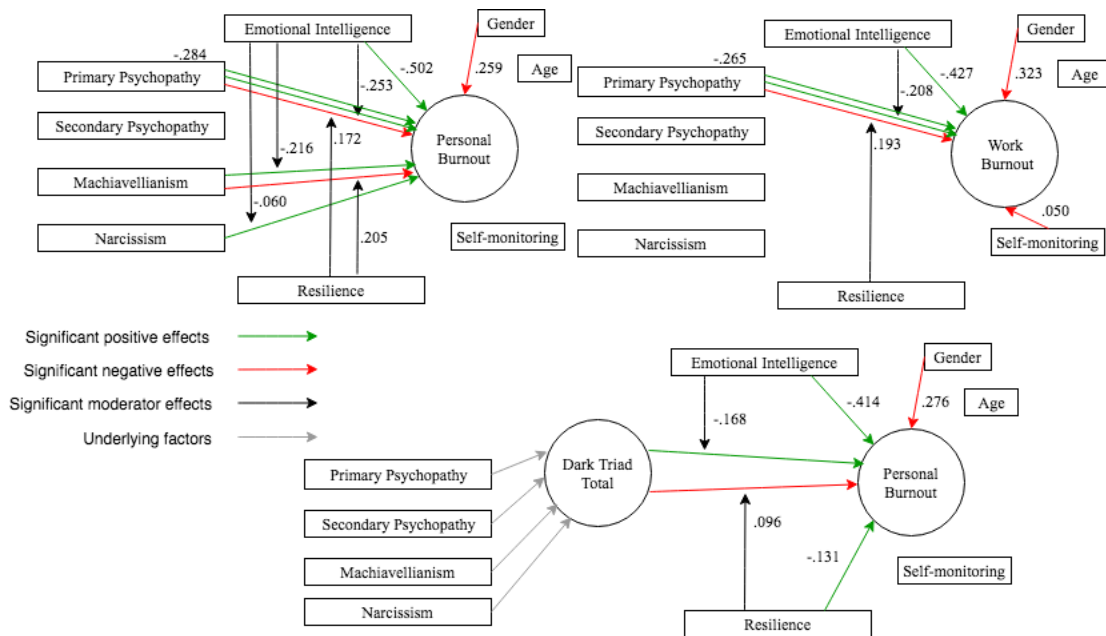 Emotional Intelligence
Gender
-.284
-.502
.259
Age
Primary Psychopathy
-.253
Secondary Psychopathy
.172
Personal
Burnout
-.216
Machiavellianism
-.060
Narcissism
.205
Self-monitoring
Resilience
Emotional Intelligence
Gender
-.265
-.427
.323
Age
Primary Psychopathy
-.208
Secondary Psychopathy
.193
Work
Burnout
Machiavellianism
.050
Narcissism
Self-monitoring
Resilience
Significant positive effects
Significant negative effects
Significant moderator effects
Underlying factors
Emotional Intelligence
Gender
-.414
.276
Age
-.168
Primary Psychopathy
Dark Triad
Total
Personal
Burnout
Secondary Psychopathy
.096
-.131
Machiavellianism
Self-monitoring
Narcissism
Resilience